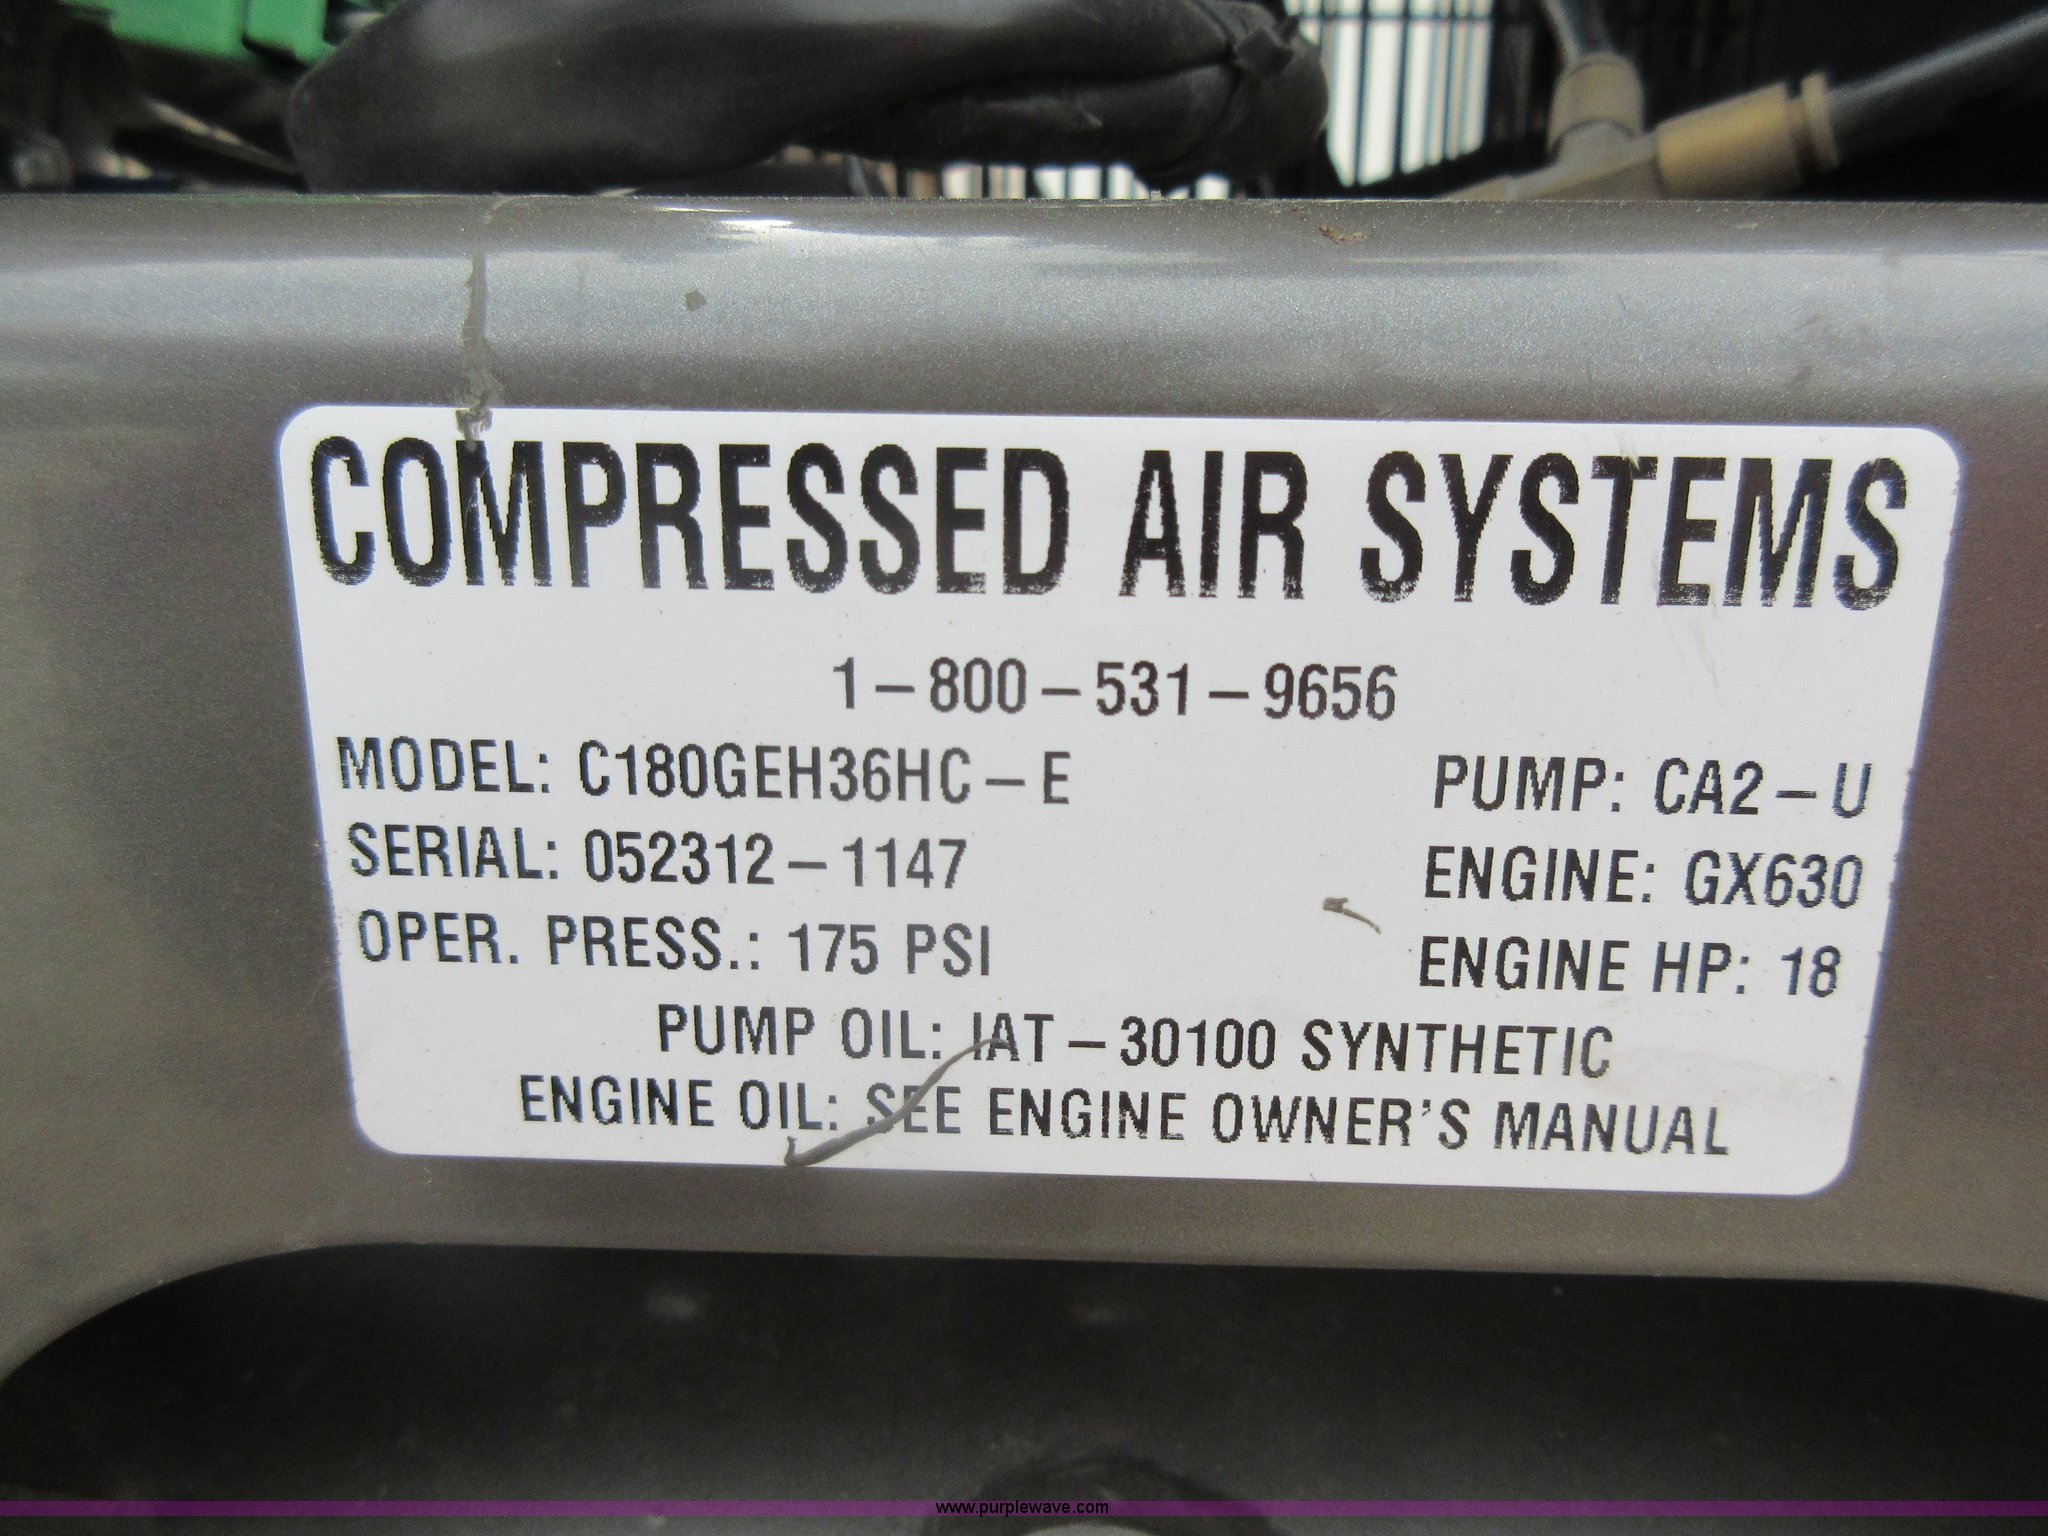 COMPRESSED AIR SYSTEMS
1-800-531-9656
MODEL: C180GEH36HC-E PUMP: CA2-U
SERIAL: 052312-1147 ENGINE: GX630
OPER. PRESS.: 175 PSI ENGINE HP: 18
PUMP OIL: IAT-30100 SYNTHETIC
ENGINE OIL: SEE ENGINE OWNER'S MANUAL
www.purplewave.com